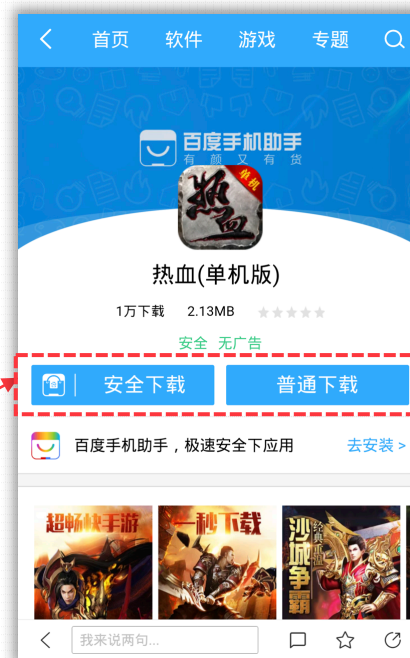 首页 软件 游戏 专题
百度手机助手
有颜又有货
热血
单机
热血(单机版)
1万下载 2.13MB
安全 无广告
安全下载 普通下载
百度手机助手，极速安全下应用 去安装 >
超畅快手游 一秒下载 沙城争霸 经典重温
我来说两句...